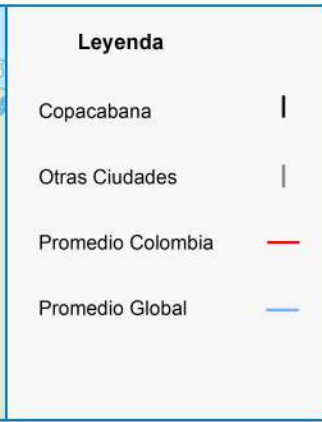 Leyenda
Copacabana
Otras Ciudades
Promedio Colombia
Promedio Global